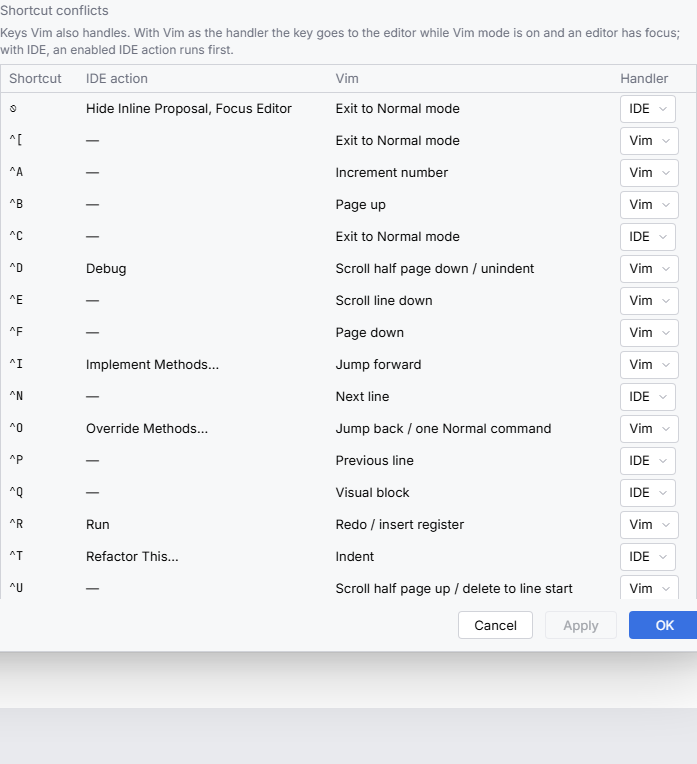 Shortcut conflicts
Keys Vim also handles. With Vim as the handler the key goes to the editor while Vim mode is on and an editor has focus;
with IDE, an enabled IDE action runs first.
Shortcut IDE action Vim Handler
⎋ Hide Inline Proposal, Focus Editor Exit to Normal mode IDE
^[ — Exit to Normal mode Vim
^A — Increment number Vim
^B — Page up Vim
^C — Exit to Normal mode IDE
^D Debug Scroll half page down / unindent Vim
^E — Scroll line down Vim
^F — Page down Vim
^I Implement Methods... Jump forward Vim
^N — Next line IDE
^O Override Methods... Jump back / one Normal command Vim
^P — Previous line IDE
^Q — Visual block IDE
^R Run Redo / insert register Vim
^T Refactor This... Indent IDE
^U — Scroll half page up / delete to line start Vim
Cancel Apply OK